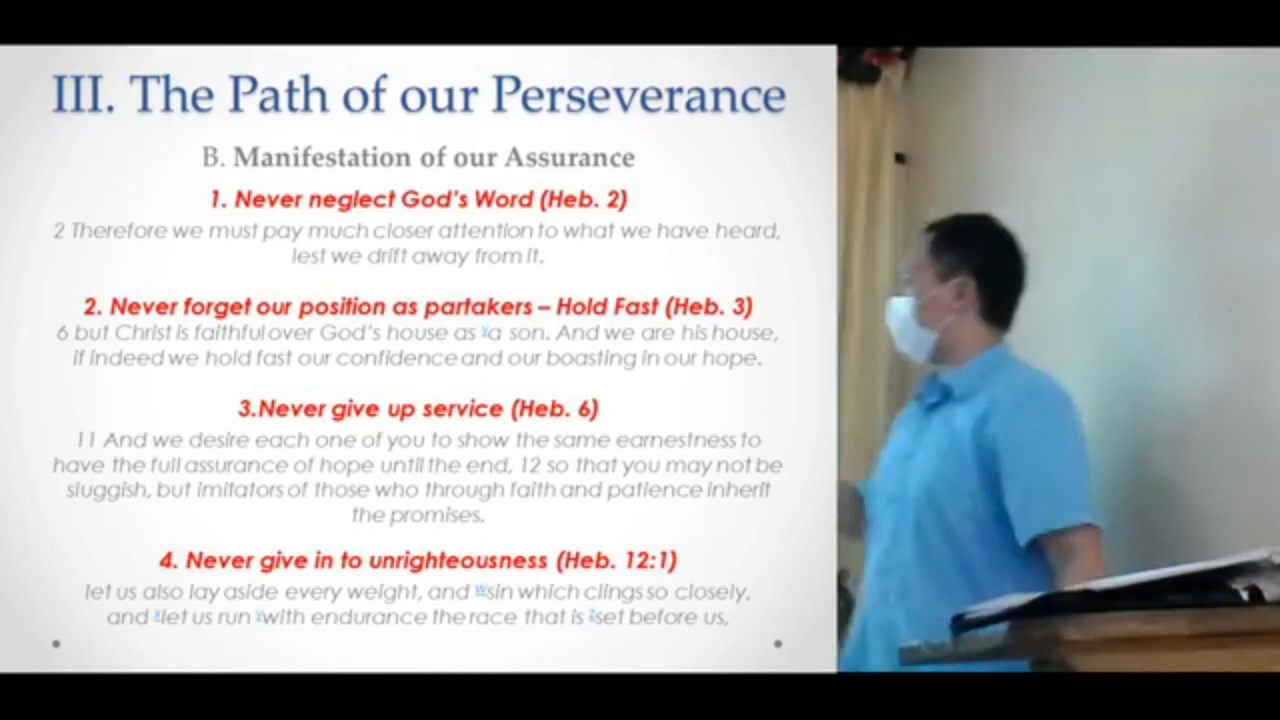 III. The Path of our Perseverance
B. Manifestation of our Assurance
1. Never neglect God's Word (Heb. 2)
2 Therefore we must pay much closer attention to what we have heard,
lest we drift away from it.
2. Never forget our position as partakers – Hold Fast (Heb. 3)
6 but Christ is faithful over God's house as a son. And we are his house,
if indeed we hold fast our confidence and our boasting in our hope.
3.Never give up service (Heb. 6)
11 And we desire each one of you to show the same earnestness to
have the full assurance of hope until the end, 12 so that you may not be
sluggish, but imitators of those who through faith and patience inherit
the promises.
4. Never give in to unrighteousness (Heb. 12:1)
let us also lay aside every weight, and sin which clings so closely,
and let us run with endurance the race that is set before us,